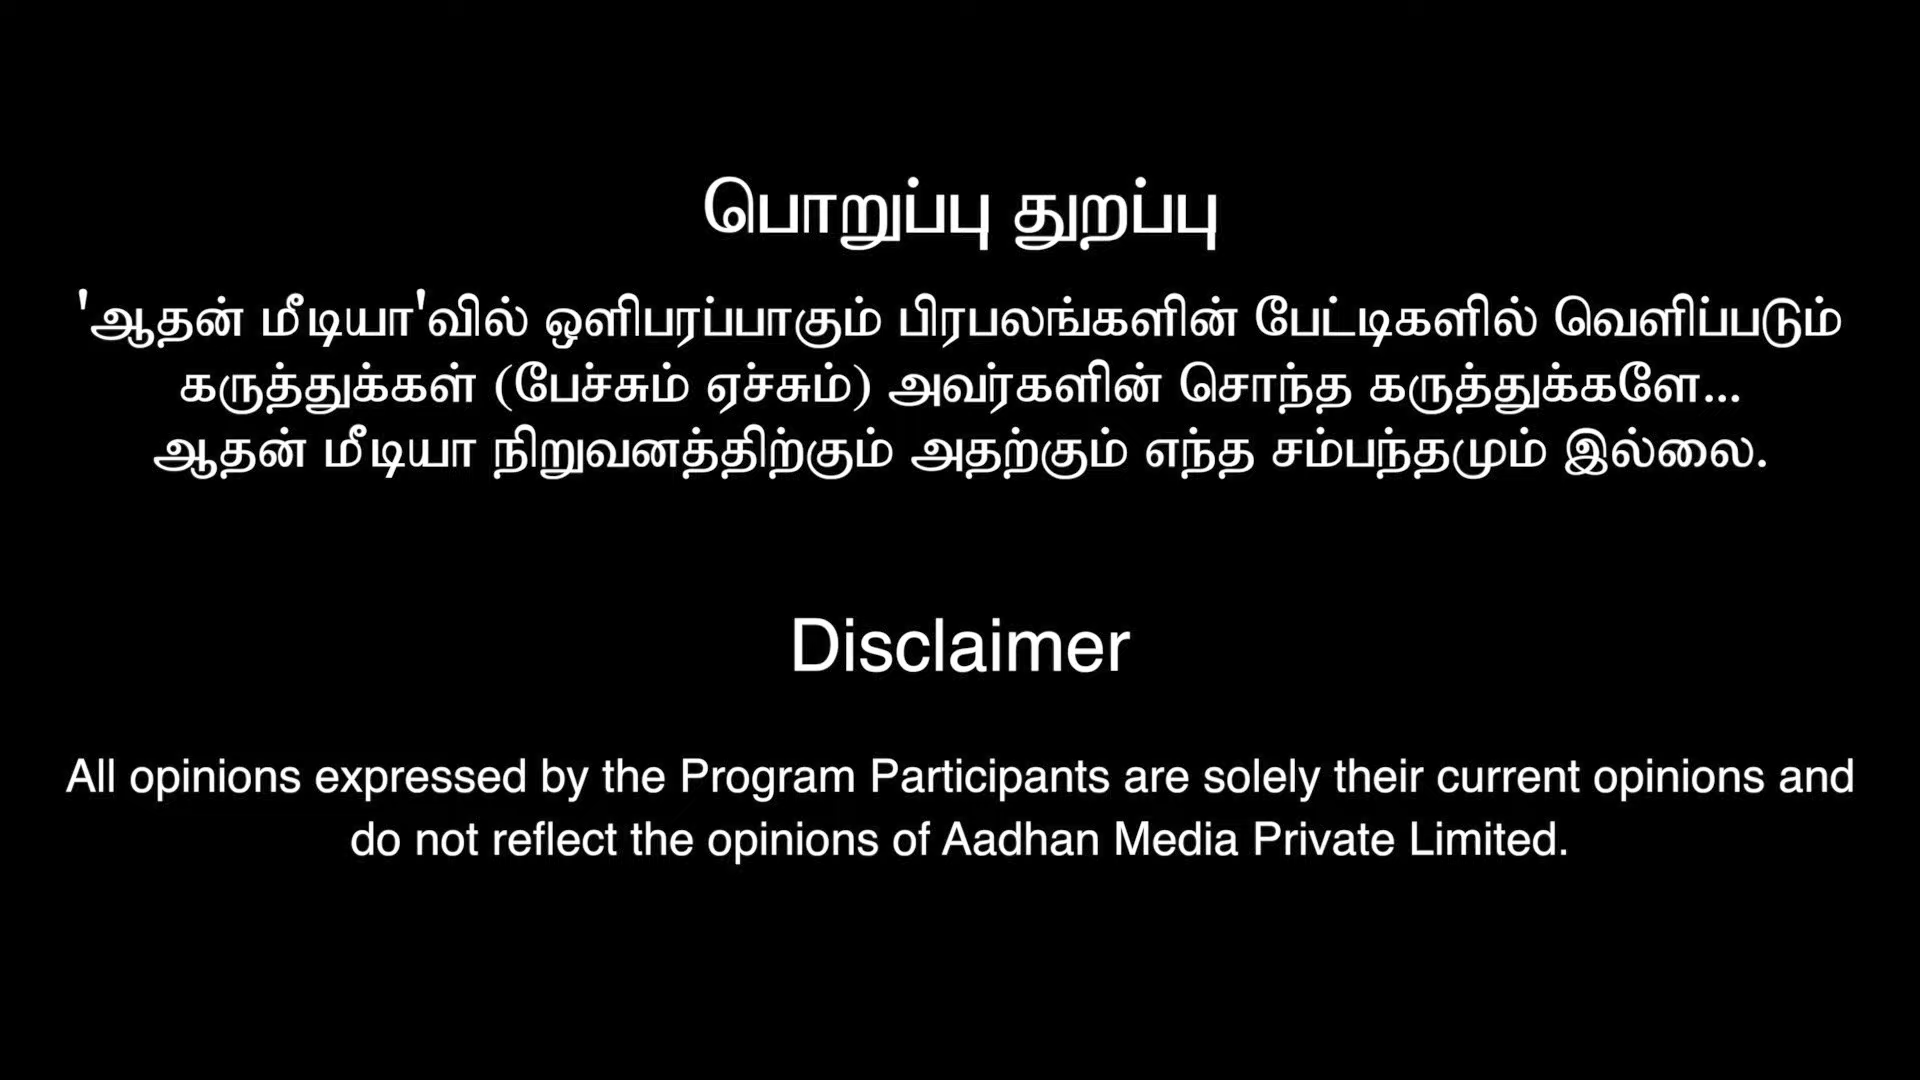 பொறுப்பு துறப்பு
'ஆதன் மீடியா'வில் ஒளிபரப்பாகும் பிரபலங்களின் பேட்டிகளில் வெளிப்படும்
கருத்துக்கள் (பேச்சும் ஏச்சும்) அவர்களின் சொந்த கருத்துக்களே...
ஆதன் மீடியா நிறுவனத்திற்கும் அதற்கும் எந்த சம்பந்தமும் இல்லை.
Disclaimer
All opinions expressed by the Program Participants are solely their current opinions and
do not reflect the opinions of Aadhan Media Private Limited.